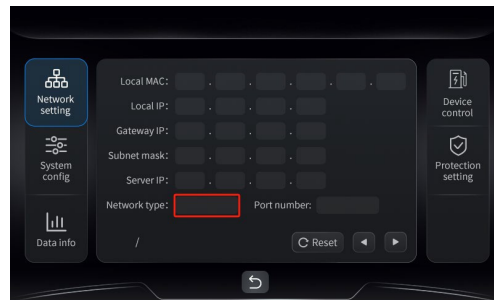 Network
setting
System
config
Data info
Local MAC: . . . . .
Local IP: . . .
Gateway IP: . . .
Subnet mask: . . .
Server IP: . . .
Network type: Port number:
/ Reset
Device
control
Protection
setting